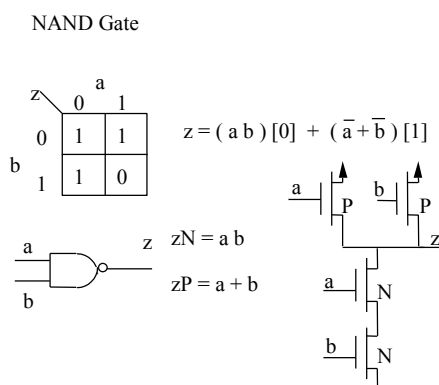 NAND Gate
a
z
0 1
0 1 1
b
1 1 0
z = ( a b ) [0] + ( a̅ + b̅ ) [1]
a P b P
z
a N
b N
a z
b
zN = a b
zP = a + b